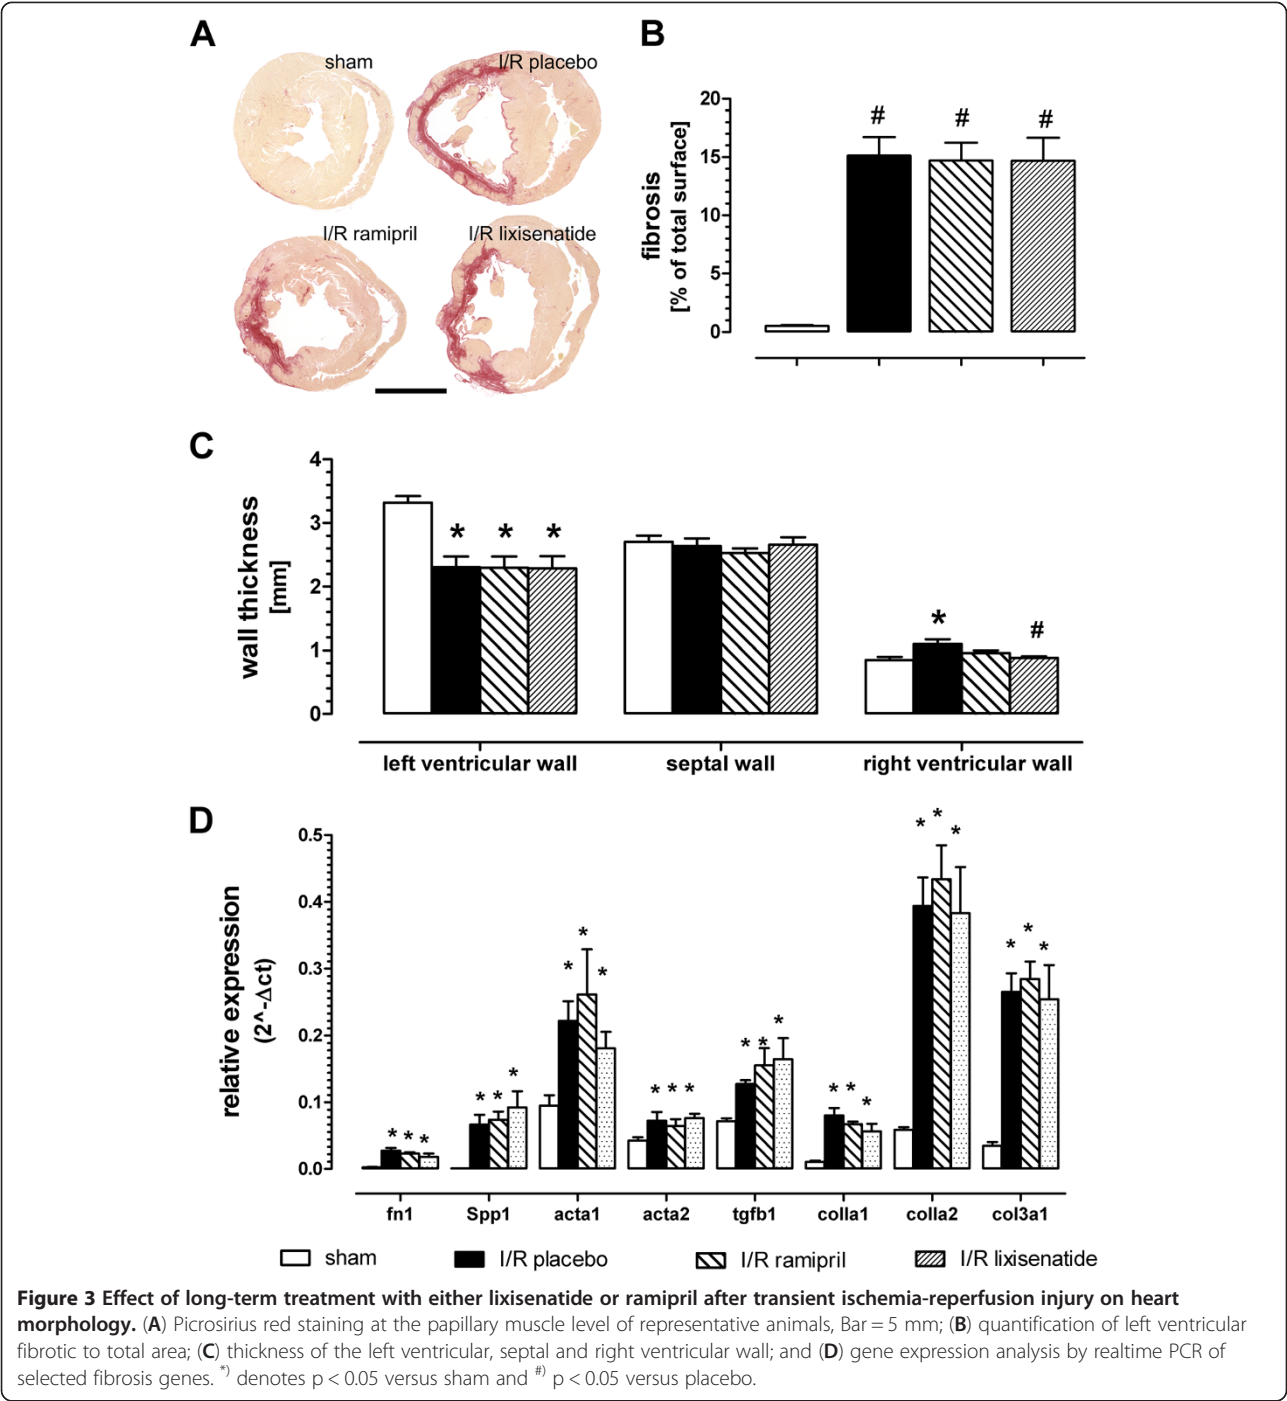 A
sham
I/R placebo
I/R ramipril
I/R lixisenatide
B
fibrosis
[% of total surface]
20
15
10
5
0
# # #
C
wall thickness
[mm]
4
3
2
1
0
* * *
* #
left ventricular wall septal wall right ventricular wall
D
relative expression
(2^-Δct)
0.5
0.4
0.3
0.2
0.1
0.0
* * * * * * * * * * * * * * * * * * * * * * * *
fn1 Spp1 acta1 acta2 tgfb1 colla1 colla2 col3a1
sham I/R placebo I/R ramipril I/R lixisenatide
Figure 3 Effect of long-term treatment with either lixisenatide or ramipril after transient ischemia-reperfusion injury on heart
morphology. (A) Picrosirius red staining at the papillary muscle level of representative animals, Bar = 5 mm; (B) quantification of left ventricular
fibrotic to total area; (C) thickness of the left ventricular, septal and right ventricular wall; and (D) gene expression analysis by realtime PCR of
selected fibrosis genes. *) denotes p < 0.05 versus sham and #) p < 0.05 versus placebo.